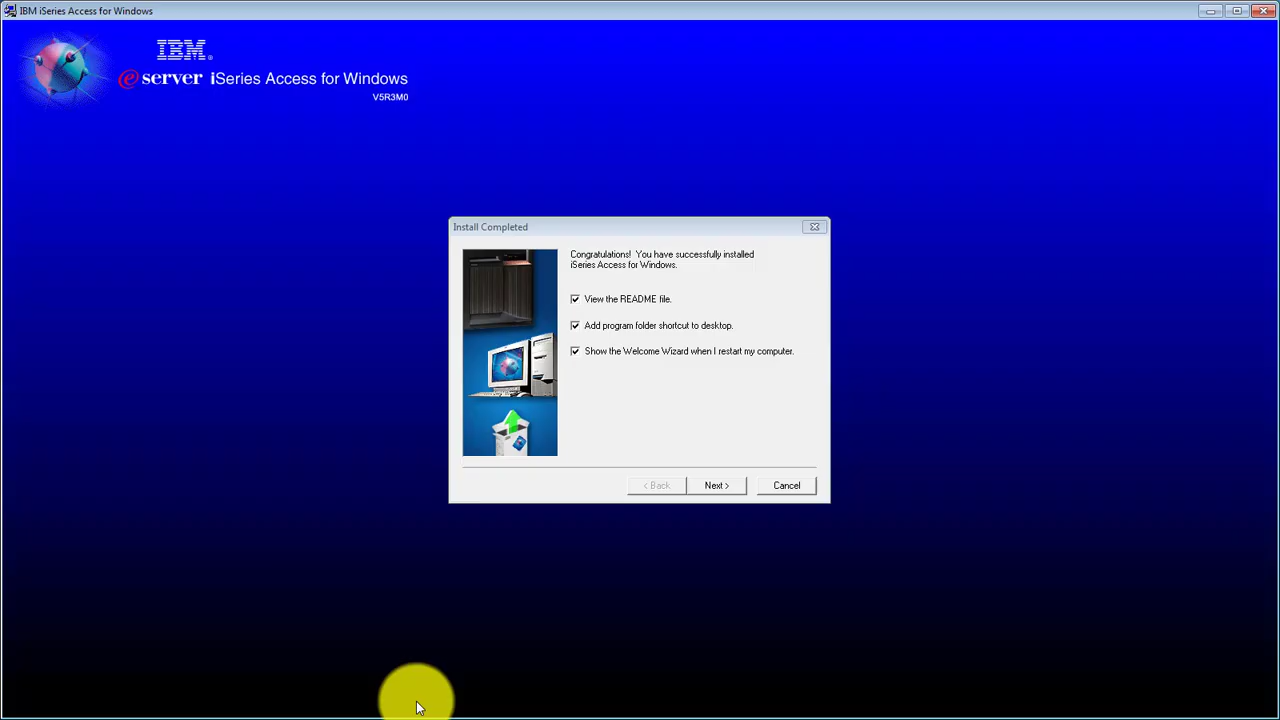 IBM iSeries Access for Windows
IBM®
eserver iSeries Access for Windows
V5R3M0
Install Completed
Congratulations! You have successfully installed
iSeries Access for Windows.
View the README file.
Add program folder shortcut to desktop.
Show the Welcome Wizard when I restart my computer.
< Back
Next >
Cancel